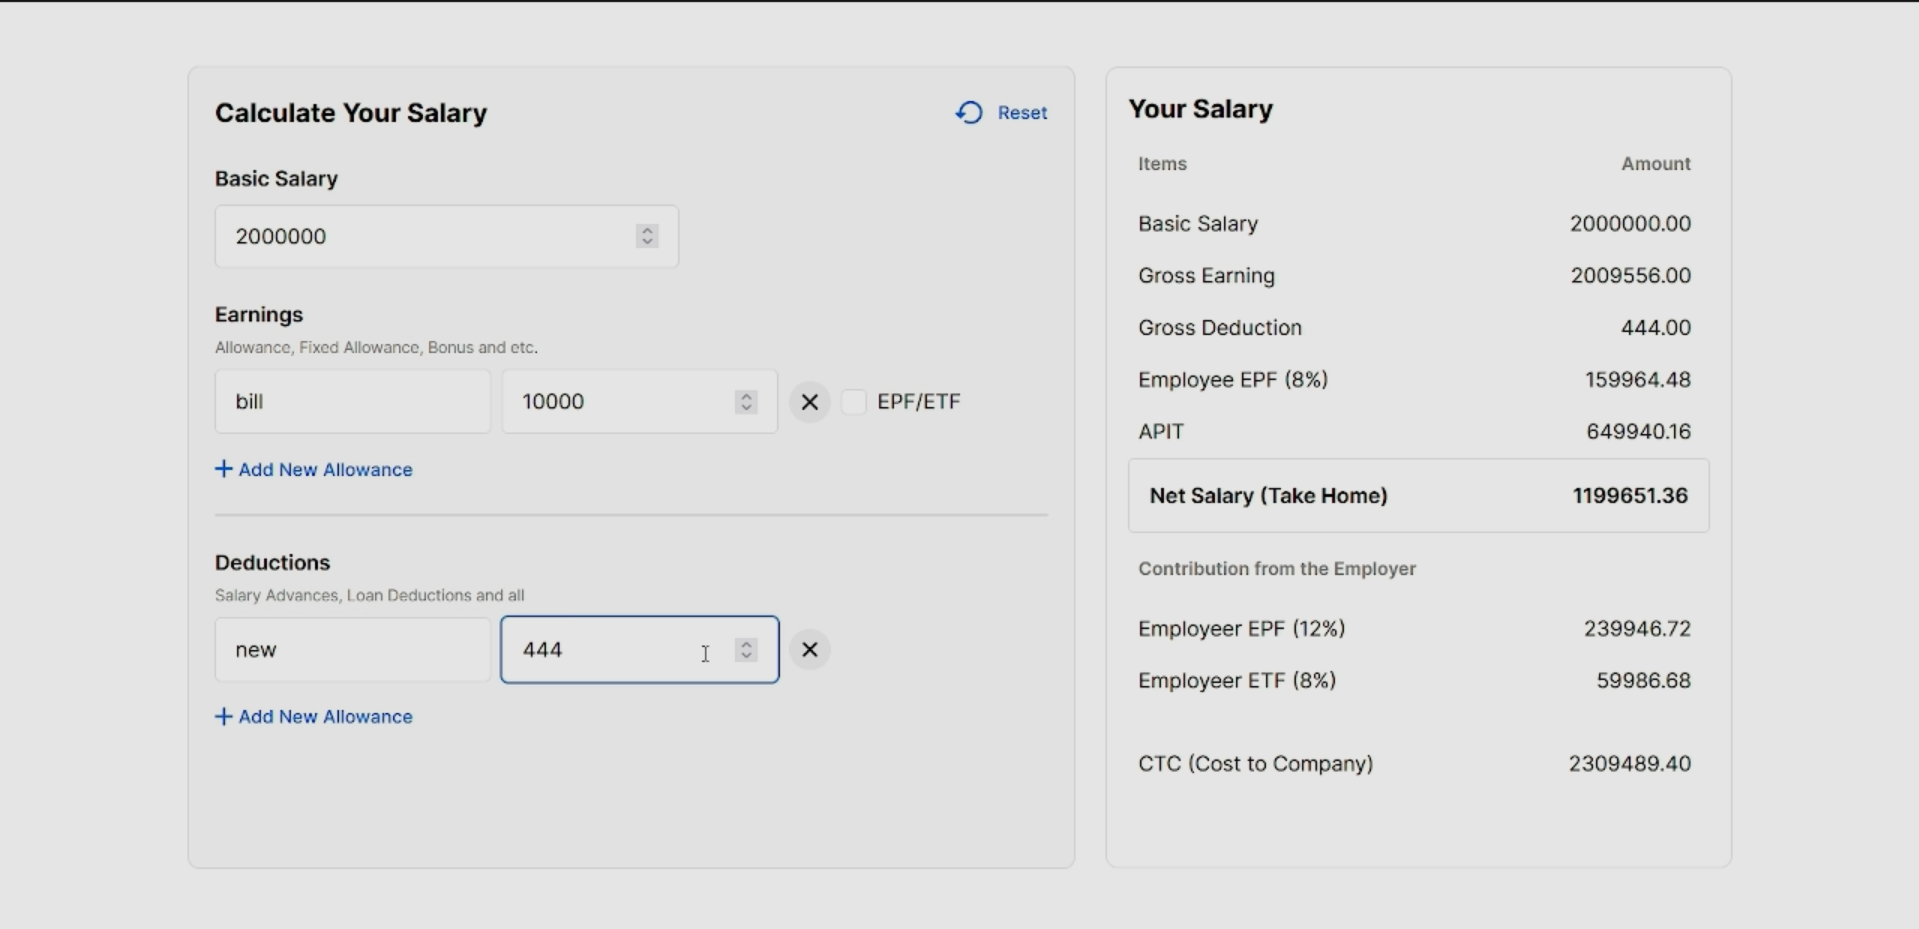 Calculate Your Salary
Reset
Basic Salary
2000000
Earnings
Allowance, Fixed Allowance, Bonus and etc.
bill 10000 EPF/ETF
+ Add New Allowance
Deductions
Salary Advances, Loan Deductions and all
new 444
+ Add New Allowance
Your Salary
Items Amount
Basic Salary 2000000.00
Gross Earning 2009556.00
Gross Deduction 444.00
Employee EPF (8%) 159964.48
APIT 649940.16
Net Salary (Take Home) 1199651.36
Contribution from the Employer
Employeer EPF (12%) 239946.72
Employeer ETF (8%) 59986.68
CTC (Cost to Company) 2309489.40